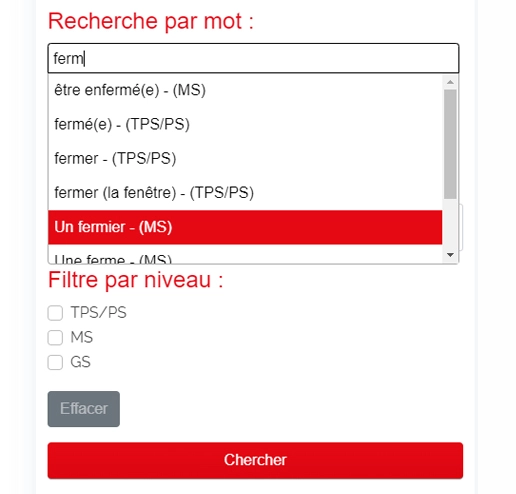 Recherche par mot :
ferm
être enfermé(e) - (MS)
fermé(e) - (TPS/PS)
fermer - (TPS/PS)
fermer (la fenêtre) - (TPS/PS)
Un fermier - (MS)
Une ferme - (MS)
Filtre par niveau :
TPS/PS
MS
GS
Effacer
Chercher